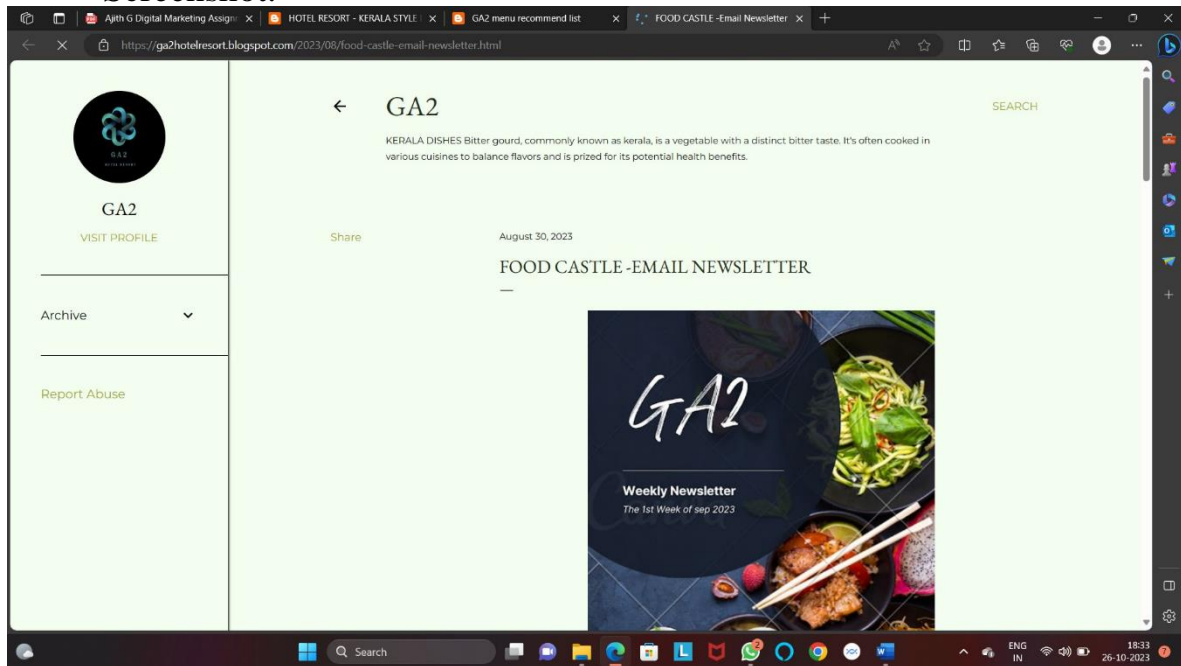 Screenshot:
Ajith G Digital Marketing Assign
HOTEL RESORT - KERALA STYLE
GA2 menu recommend list
FOOD CASTLE -Email Newsletter
https://ga2hotelresort.blogspot.com/2023/08/food-castle-email-newsletter.html
GA2
GA2
VISIT PROFILE
Archive
Report Abuse
GA2
SEARCH
KERALA DISHES Bitter gourd, commonly known as kerala, is a vegetable with a distinct bitter taste. It's often cooked in
various cuisines to balance flavors and is prized for its potential health benefits.
Share
August 30, 2023
FOOD CASTLE -EMAIL NEWSLETTER
GA2
Weekly Newsletter
The 1st Week of sep 2023
Canva
Search
ENG
IN
18:33
26-10-2023
7